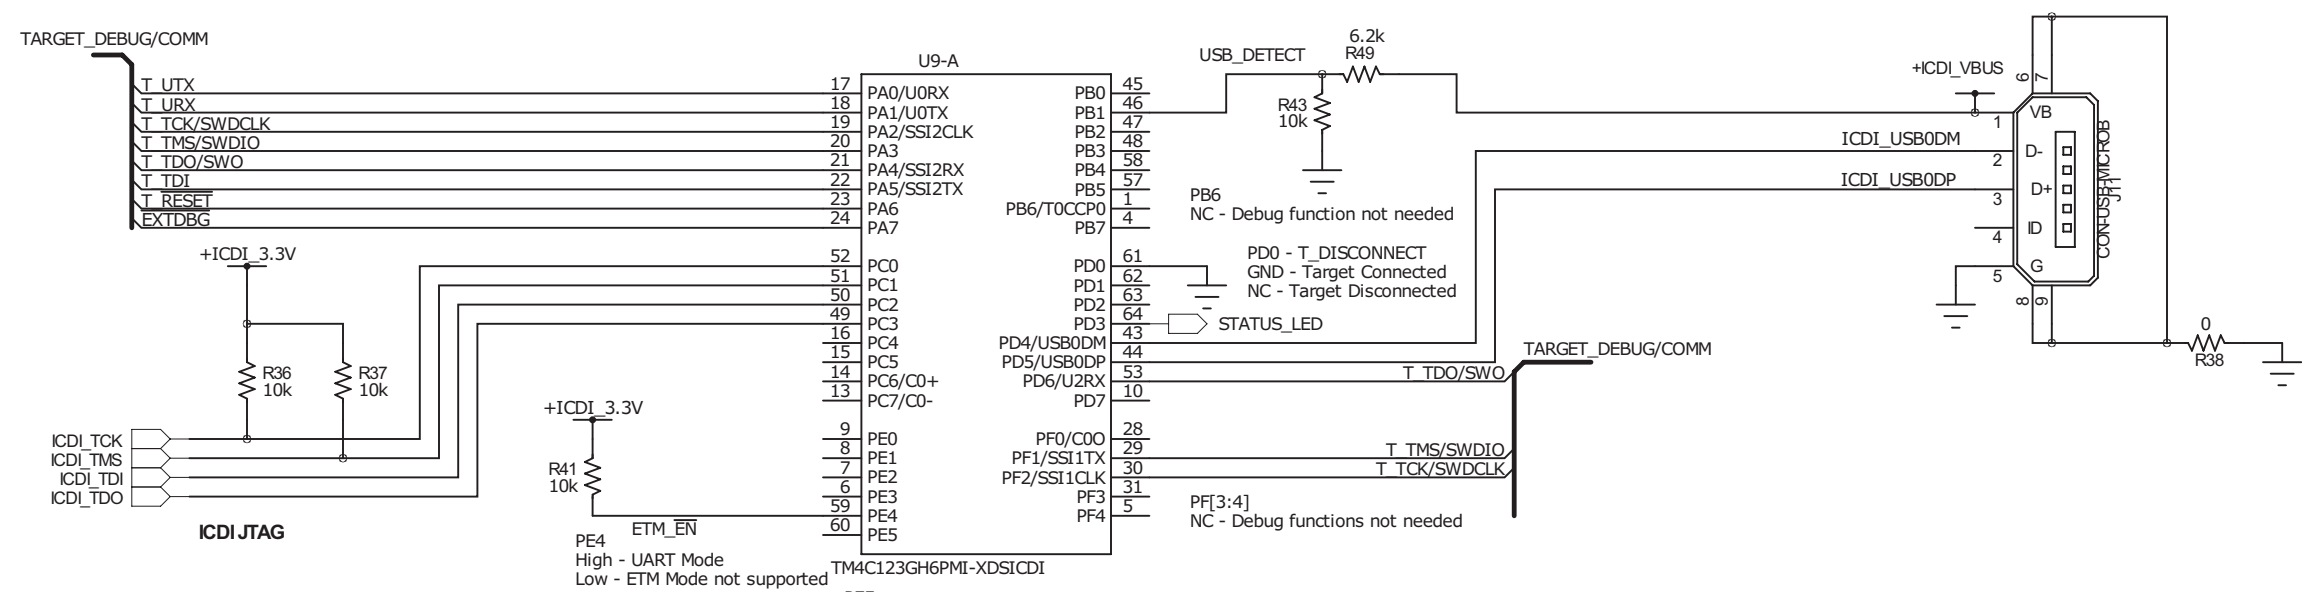 TARGET_DEBUG/COMM
T_UTX
T_URX
T_TCK/SWDCLK
T_TMS/SWDIO
T_TDO/SWO
T_TDI
T_RESET
EXTDBG
+ICDI_3.3V
R36
10k
R37
10k
ICDI_TCK
ICDI_TMS
ICDI_TDI
ICDI_TDO
ICDI JTAG
+ICDI_3.3V
R41
10k
ETM_EN
PE4
High - UART Mode
Low - ETM Mode not supported
U9-A
17 PA0/U0RX
18 PA1/U0TX
19 PA2/SSI2CLK
20 PA3
21 PA4/SSI2RX
22 PA5/SSI2TX
23 PA6
24 PA7
52 PC0
51 PC1
50 PC2
49 PC3
16 PC4
15 PC5
14 PC6/C0+
13 PC7/C0-
9 PE0
8 PE1
7 PE2
6 PE3
59 PE4
60 PE5
PB0 45
PB1 46
PB2 47
PB3 48
PB4 58
PB5 57
PB6/T0CCP0 1
PB7 4
PD0 61
PD1 62
PD2 63
PD3 64
PD4/USB0DM 43
PD5/USB0DP 44
PD6/U2RX 53
PD7 10
PF0/C0O 28
PF1/SSI1TX 29
PF2/SSI1CLK 30
PF3 31
PF4 5
TM4C123GH6PMI-XDSICDI
USB_DETECT
6.2k
R49
R43
10k
PB6
NC - Debug function not needed
PD0 - T_DISCONNECT
GND - Target Connected
NC - Target Disconnected
STATUS_LED
TARGET_DEBUG/COMM
T_TDO/SWO
T_TMS/SWDIO
T_TCK/SWDCLK
PF[3:4]
NC - Debug functions not needed
+ICDI_VBUS
ICDI_USB0DM
ICDI_USB0DP
6
7
1 VB
2 D-
3 D+
4 ID
5 G
8
9
CON-USB-MICROB
J11
0
R38